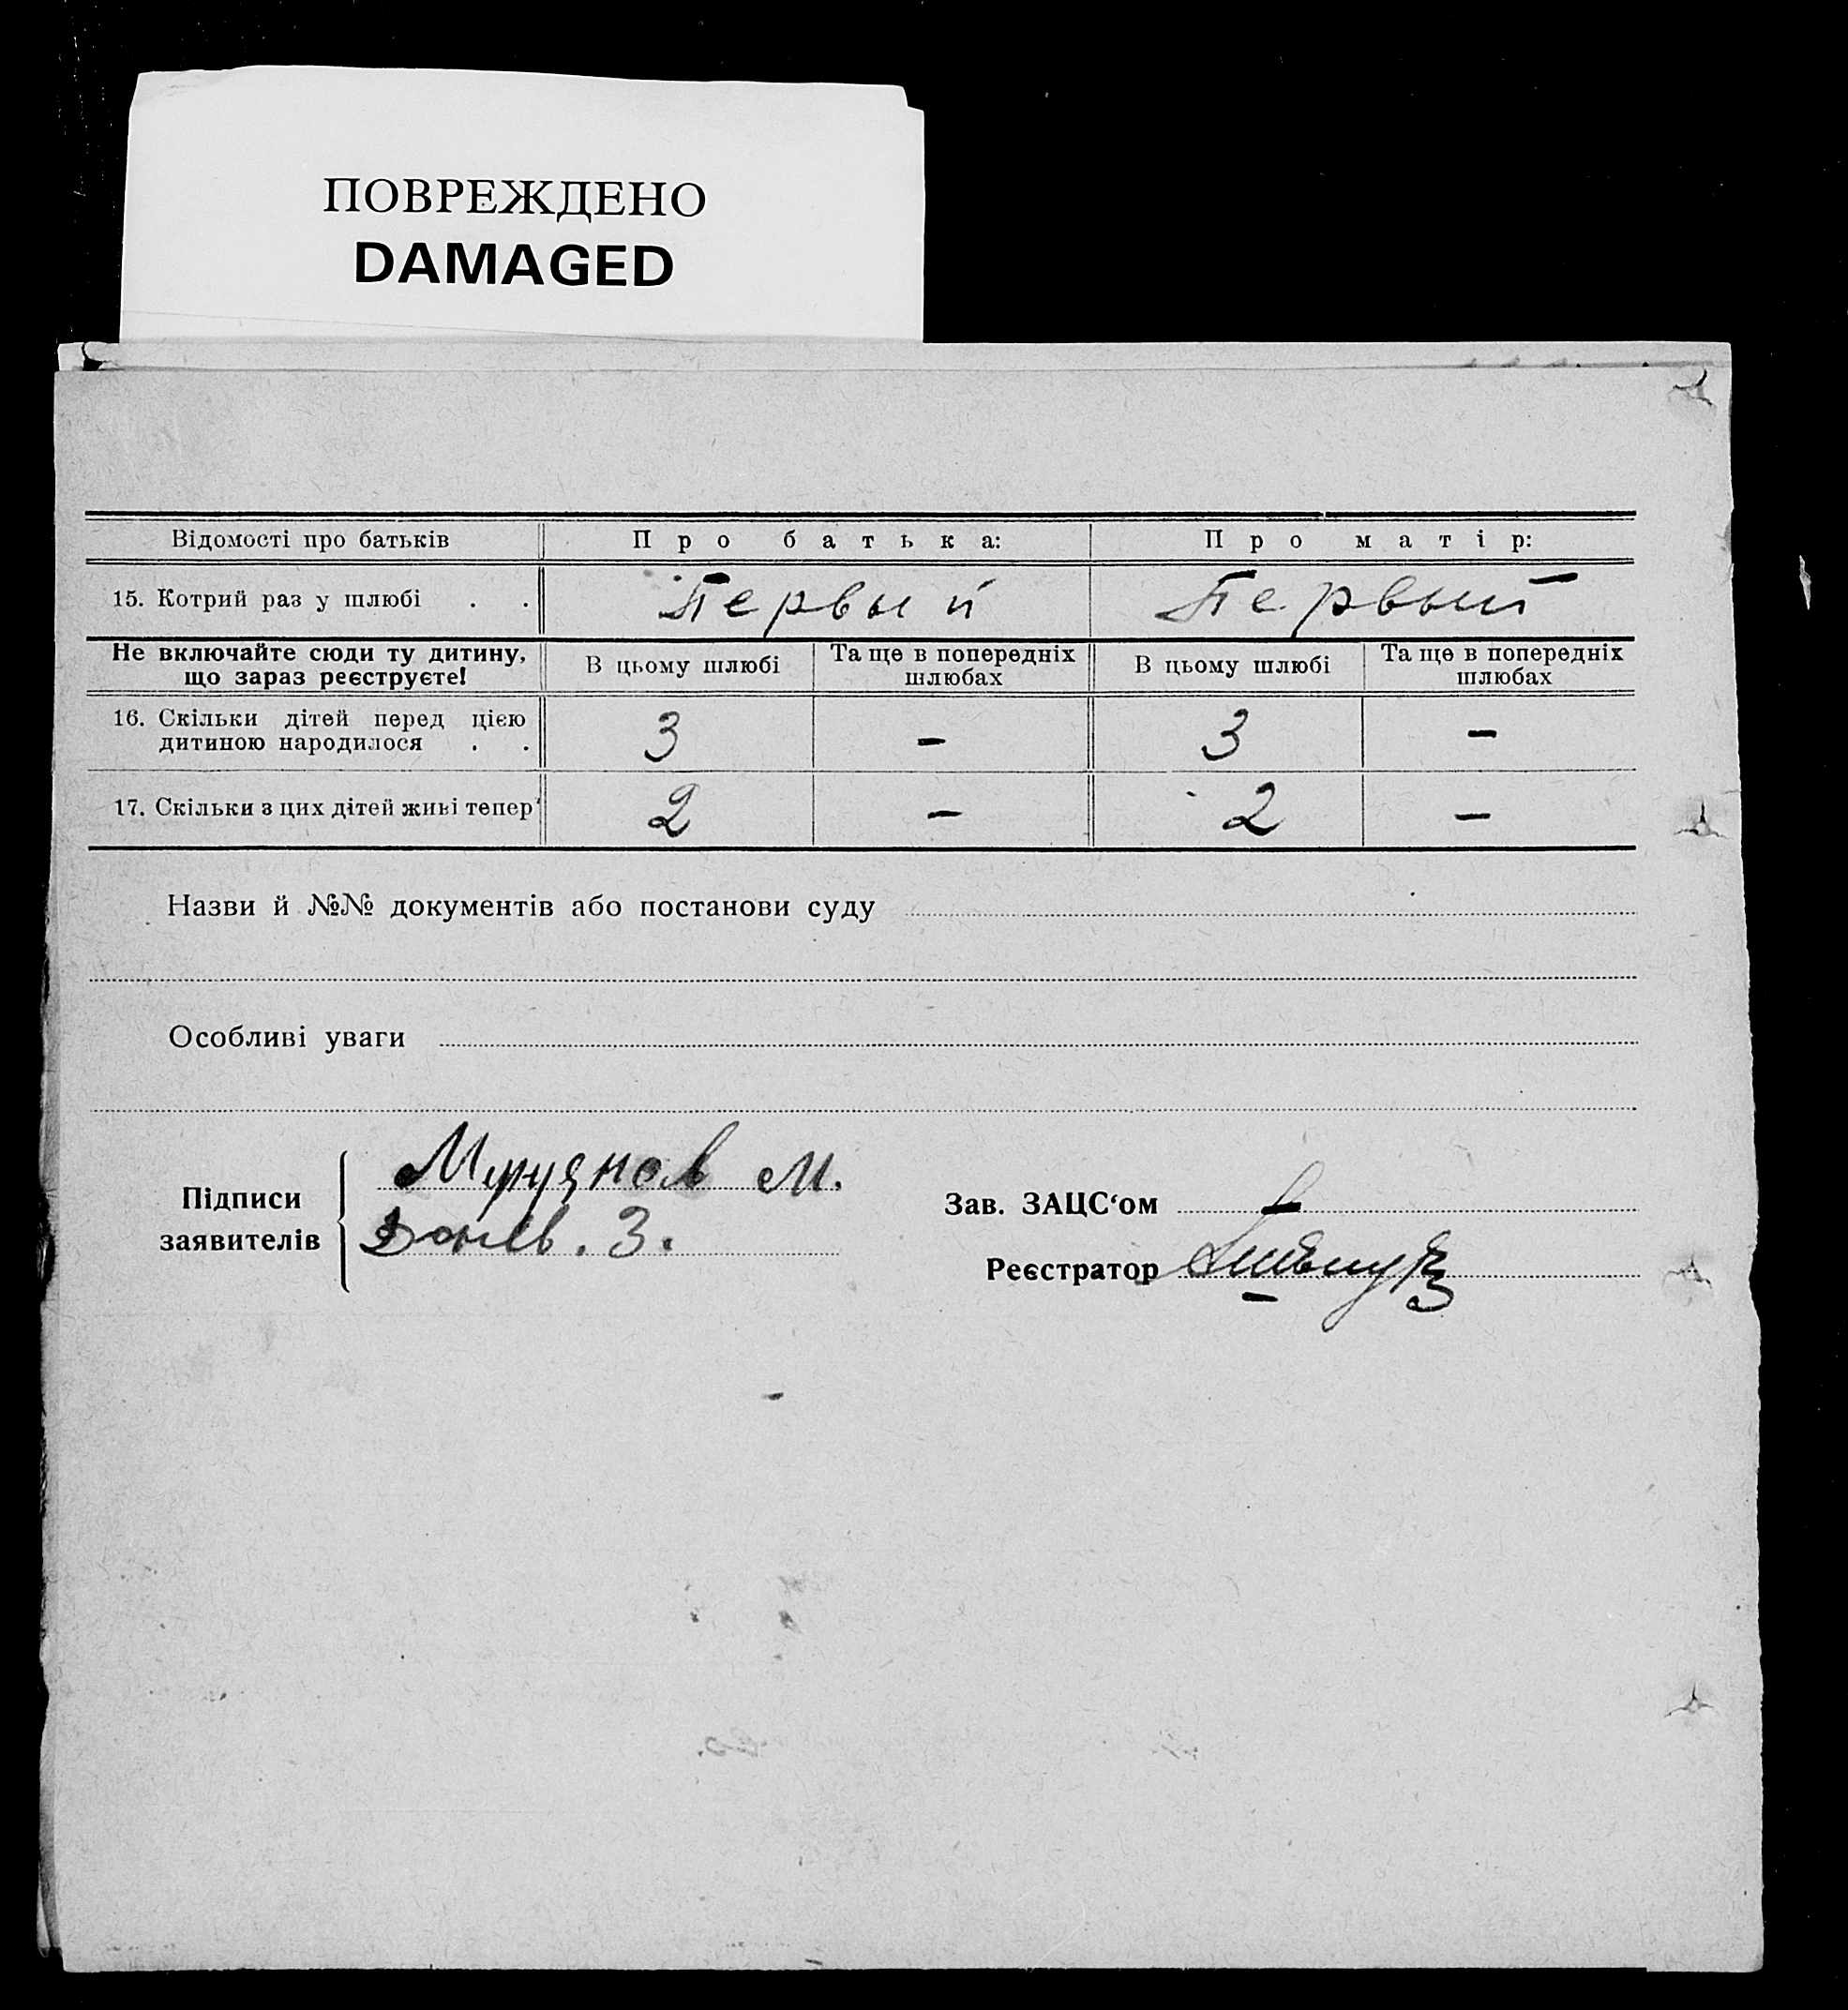 ПОВРЕЖДЕНО
DAMAGED
Відомості про батьків Про батька: Про матір:
15. Котрий раз у шлюбі . . Первый Первый
Не включайте сюди ту дитину, що зараз реєструєте! В цьому шлюбі Та ще в попередніх шлюбах В цьому шлюбі Та ще в попередніх шлюбах
16. Скільки дітей перед цією
дитиною народилося . . 3 – 3 –
17. Скільки з цих дітей живі тепер 2 – 2 –
Назви й №№ документів або постанови суду
Особливі уваги
Підписи
заявителів
М.
З.
Зав. ЗАЦС‘ом
Реєстратор